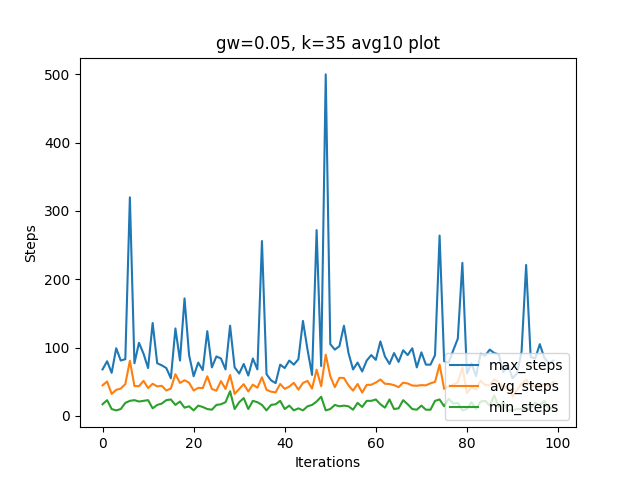 gw=0.05, k=35 avg10 plot
Steps
500
400
300
200
100
0
max_steps
avg_steps
min_steps
0 20 40 60 80 100
Iterations